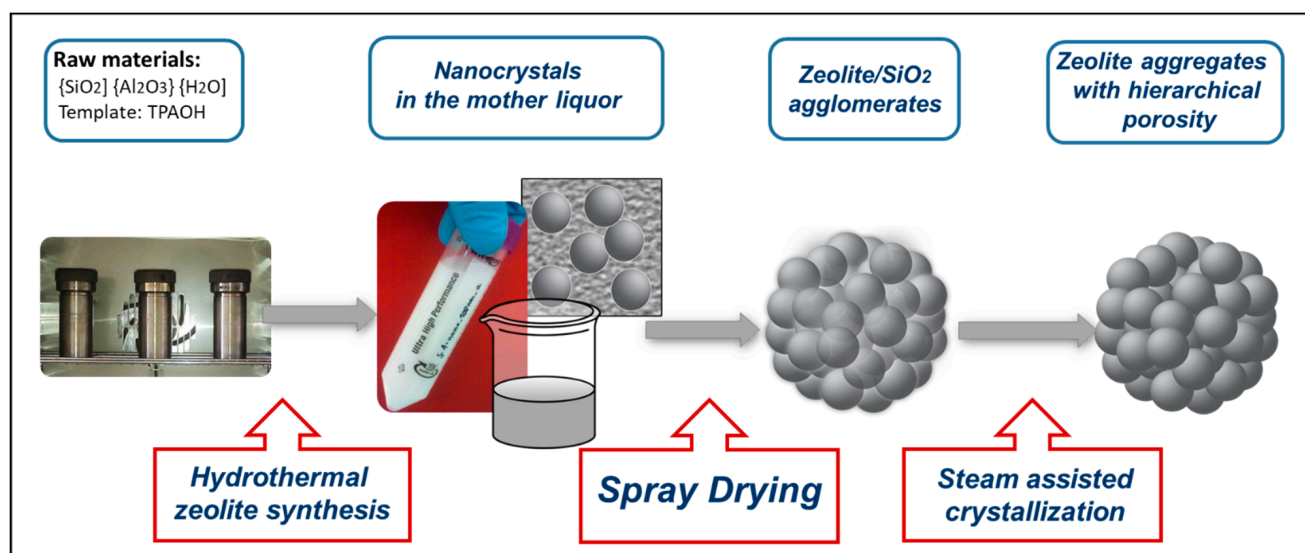 Raw materials:
{SiO2] {Al2O3} {H2O]
Template: TPAOH
Nanocrystals
in the mother liquor
Zeolite/SiO2
agglomerates
Zeolite aggregates
with hierarchical
porosity
Ultra High Performance
Hydrothermal
zeolite synthesis
Spray Drying
Steam assisted
crystallization